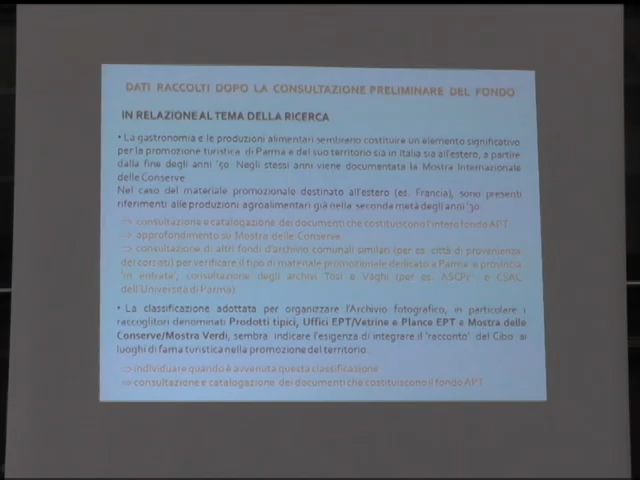 DATI RACCOLTI DOPO LA CONSULTAZIONE PRELIMINARE DEL FONDO
IN RELAZIONE AL TEMA DELLA RICERCA
• La gastronomia e le produzioni alimentari sembrano costituire un elemento significativo
per la promozione turistica di Parma e del suo territorio sia in Italia sia all'estero, a partire
dalla fine degli anni '50. Negli stessi anni viene documentata la Mostra Internazionale
delle Conserve
Nel caso del materiale promozionale destinato all'estero (es. Francia), sono presenti
riferimenti alle produzioni agroalimentari già nella seconda metà degli anni '30
⇒ consultazione e catalogazione dei documenti che costituiscono l'intero fondo APT
⇒ approfondimento su Mostra delle Conserve
⇒ consultazione di altri fondi d'archivio comunali similari (per es. città di provenienza
dei contatti) per verificare il tipo di materiale promozionale dedicato a Parma e provincia
'in entrata', consultazione degli archivi Tosi e Vaghi (per es. ASCPr e CSAC
dell'Università di Parma)
• La classificazione adottata per organizzare l'Archivio fotografico, in particolare i
raccoglitori denominati Prodotti tipici, Uffici EPT/Vetrine e Plance EPT e Mostra delle
Conserve/Mostra Verdi, sembra indicare l'esigenza di integrare il 'racconto' del Cibo ai
luoghi di fama turistica nella promozione del territorio
⇒ individuare quando è avvenuta questa classificazione
⇒ consultazione e catalogazione dei documenti che costituiscono il fondo APT